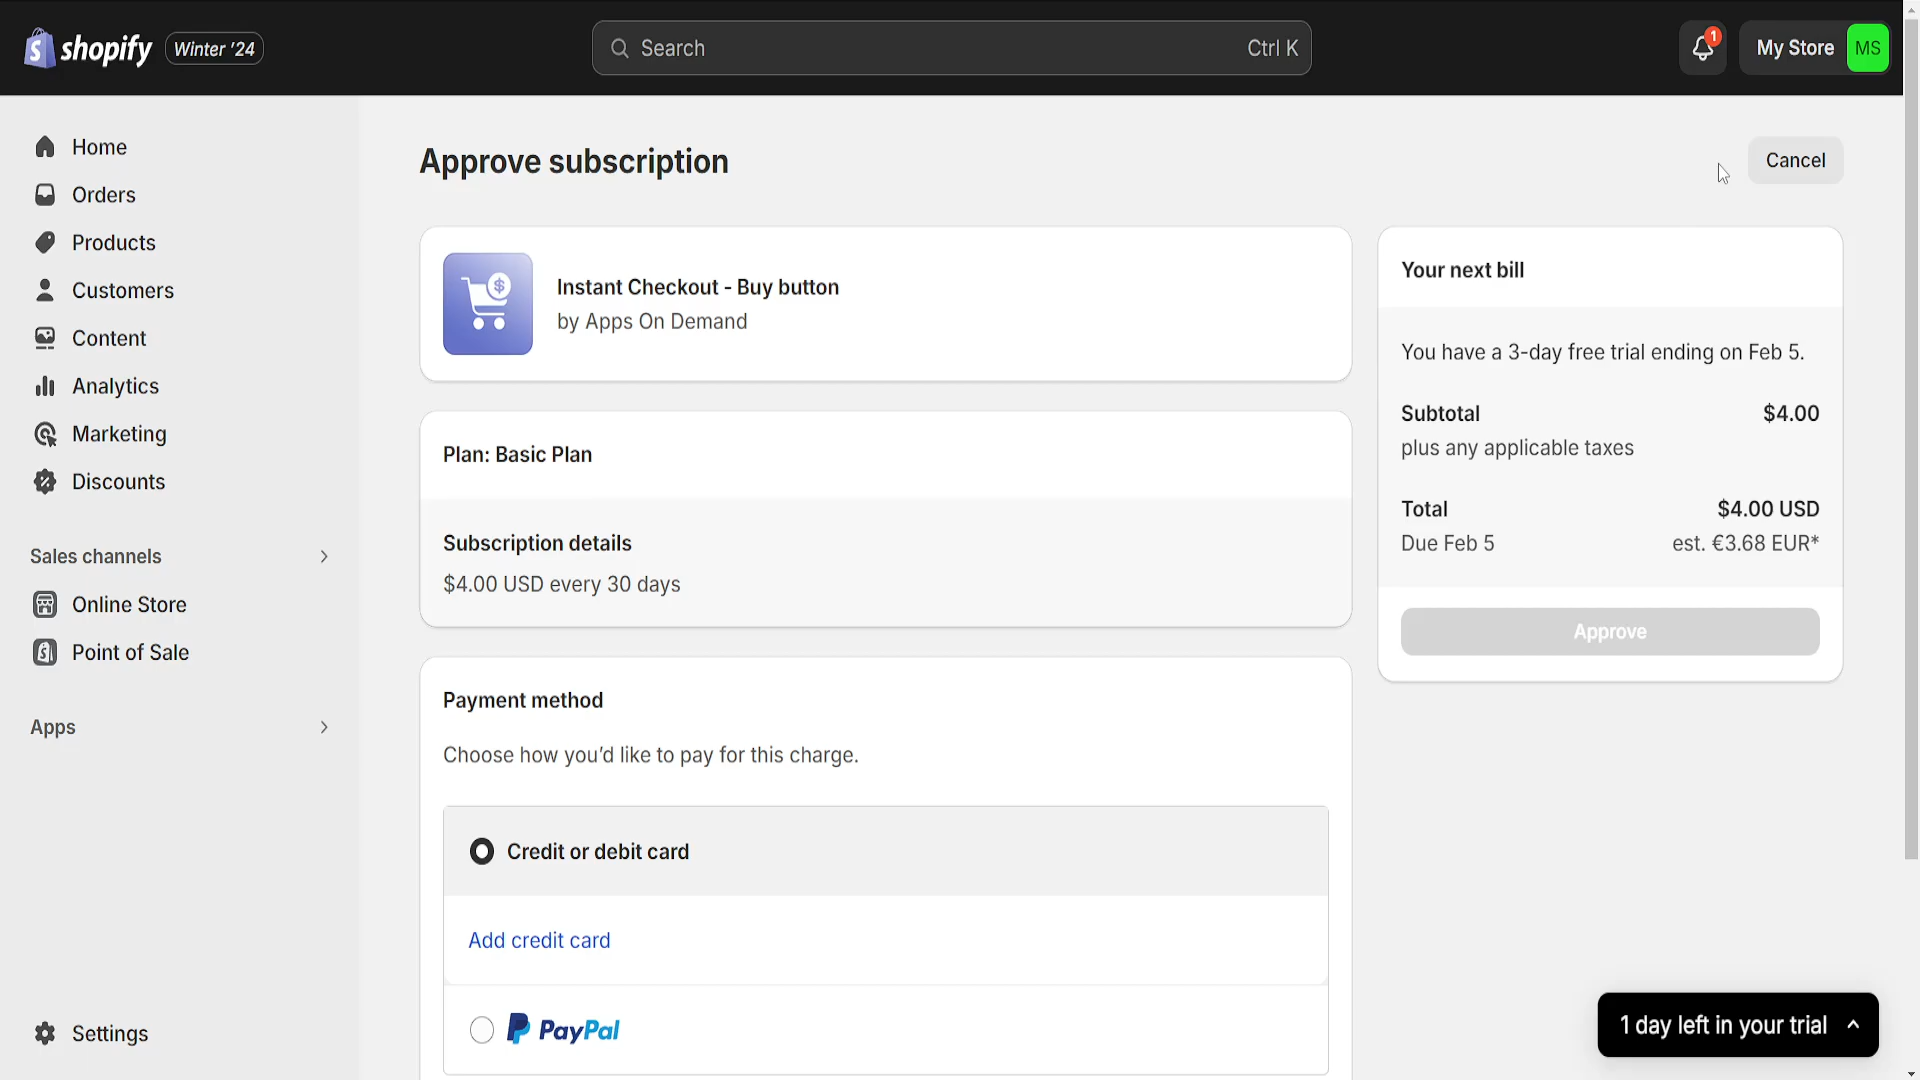 shopify Winter '24
Search Ctrl K
1
My Store MS
Home
Orders
Products
Customers
Content
Analytics
Marketing
Discounts
Sales channels
Online Store
Point of Sale
Apps
Settings
Approve subscription
Cancel
$
Instant Checkout - Buy button
by Apps On Demand
Plan: Basic Plan
Subscription details
$4.00 USD every 30 days
Payment method
Choose how you’d like to pay for this charge.
Credit or debit card
Add credit card
PayPal
Your next bill
You have a 3-day free trial ending on Feb 5.
Subtotal $4.00
plus any applicable taxes
Total $4.00 USD
Due Feb 5 est. €3.68 EUR*
Approve
1 day left in your trial